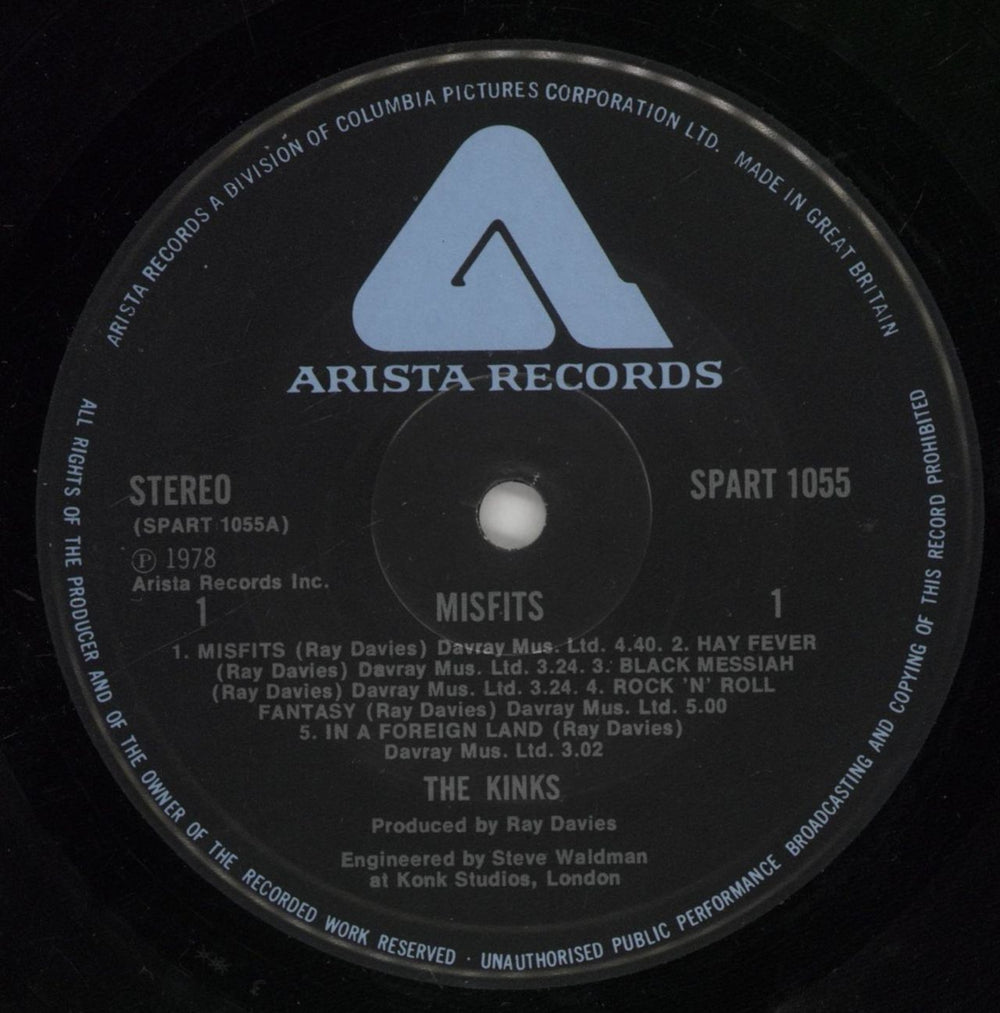 ARISTA RECORDS A DIVISION OF COLUMBIA PICTURES CORPORATION LTD. MADE IN GREAT BRITAIN
ARISTA RECORDS
STEREO
SPART 1055
(SPART 1055A)
Ⓟ 1978
Arista Records Inc.
1
MISFITS
1
1. MISFITS (Ray Davies) Davray Mus. Ltd. 4.40. 2. HAY FEVER
(Ray Davies) Davray Mus. Ltd. 3.24. 3. BLACK MESSIAH
(Ray Davies) Davray Mus. Ltd. 3.24. 4. ROCK 'N' ROLL
FANTASY (Ray Davies) Davray Mus. Ltd. 5.00
5. IN A FOREIGN LAND (Ray Davies)
Davray Mus. Ltd. 3.02
THE KINKS
Produced by Ray Davies
Engineered by Steve Waldman
at Konk Studios, London
ALL RIGHTS OF THE PRODUCER AND OF THE OWNER OF THE RECORDED WORK RESERVED · UNAUTHORISED PUBLIC PERFORMANCE BROADCASTING AND COPYING OF THIS RECORD PROHIBITED